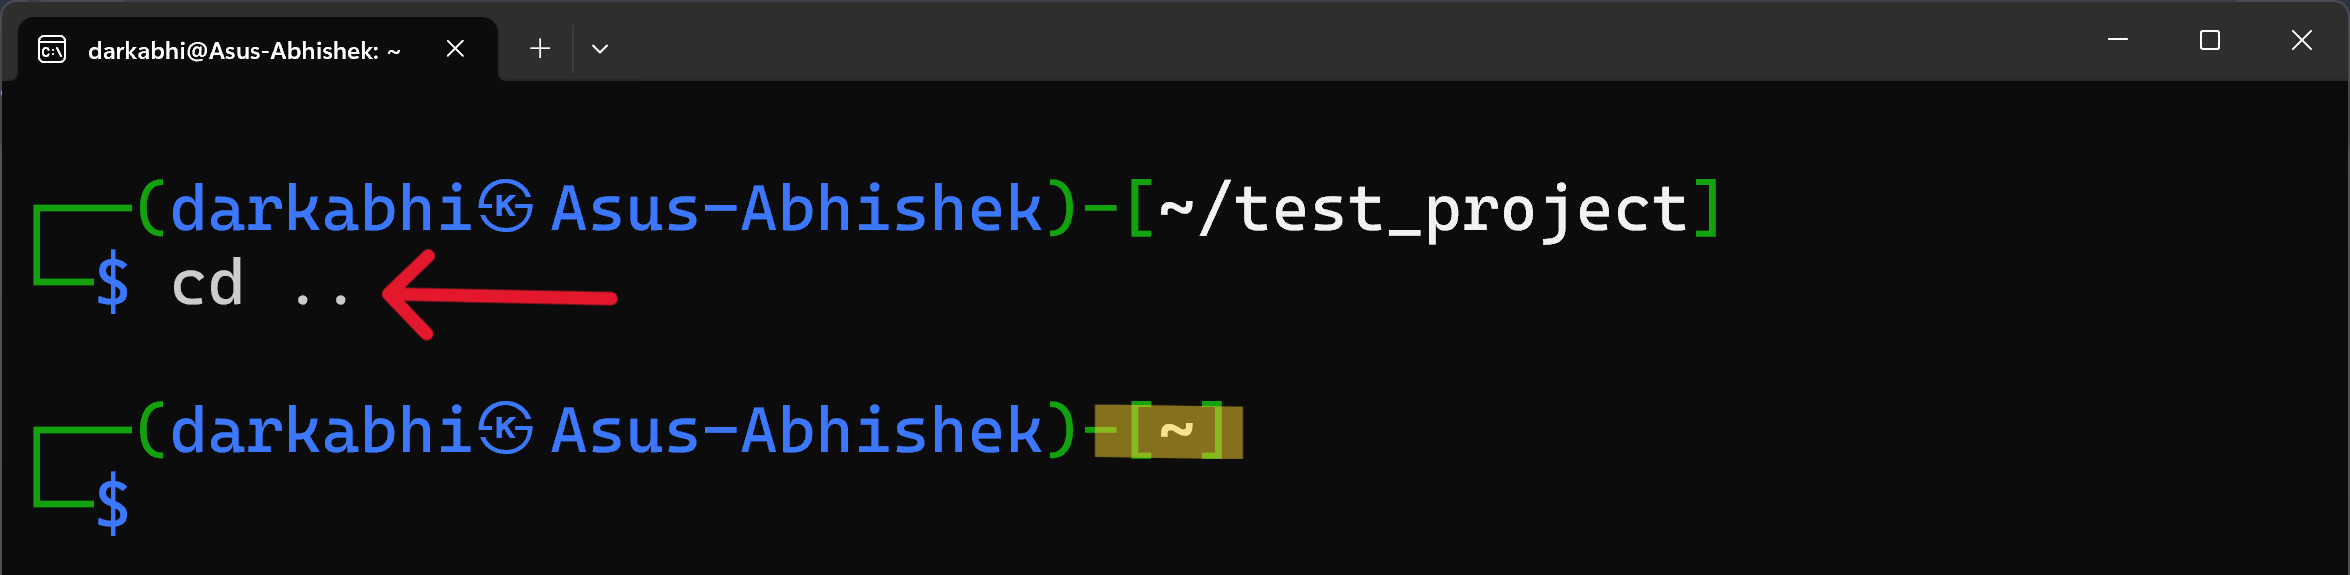 darkabhi@Asus-Abhishek: ~
┌──(darkabhi㉿Asus-Abhishek)-[~/test_project]
└─$ cd ..
┌──(darkabhi㉿Asus-Abhishek)-[~]
└─$